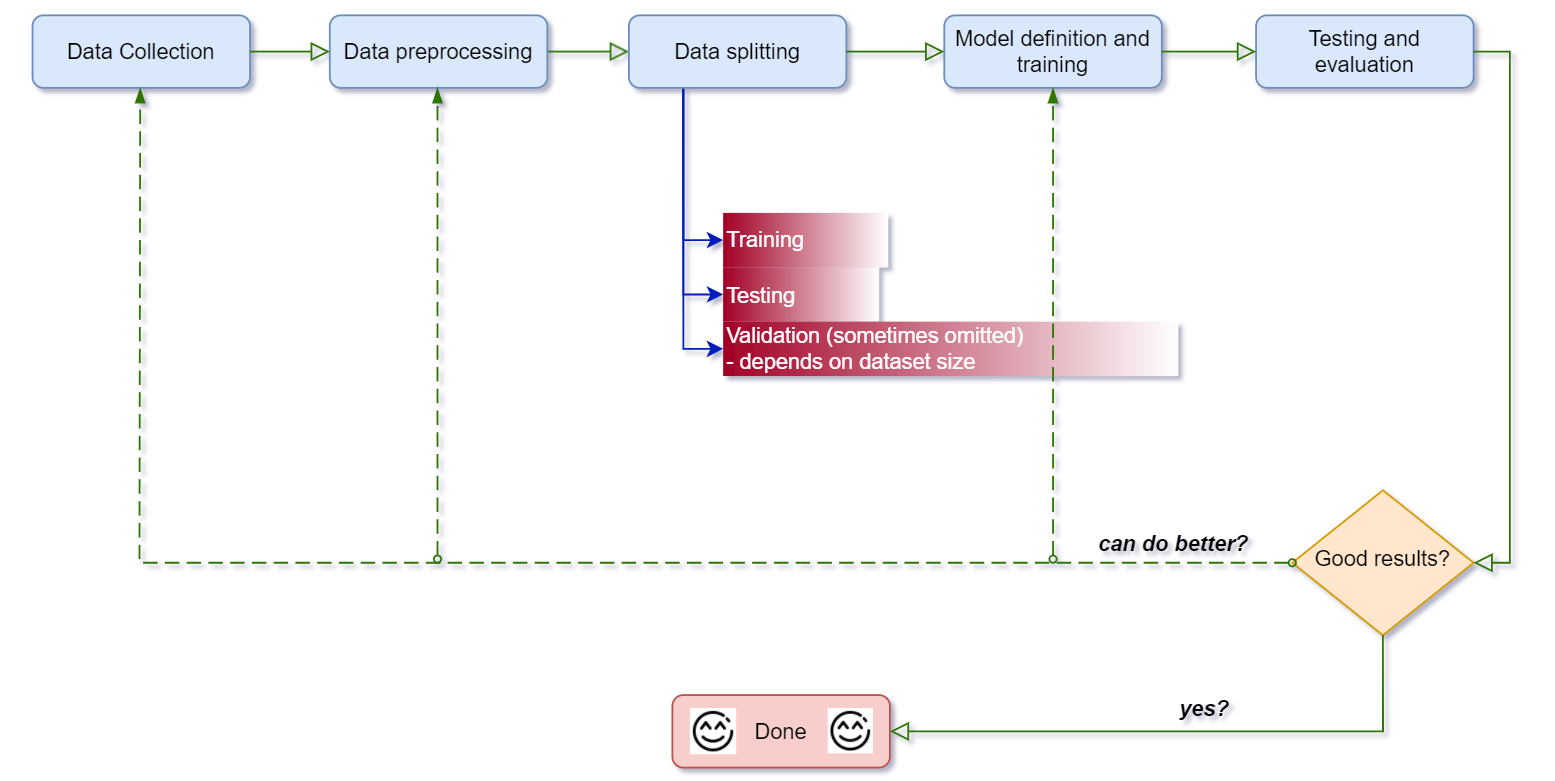 Data Collection
Data preprocessing
Data splitting
Model definition and
training
Testing and
evaluation
Training
Testing
Validation (sometimes omitted)
- depends on dataset size
can do better?
Good results?
yes?
Done